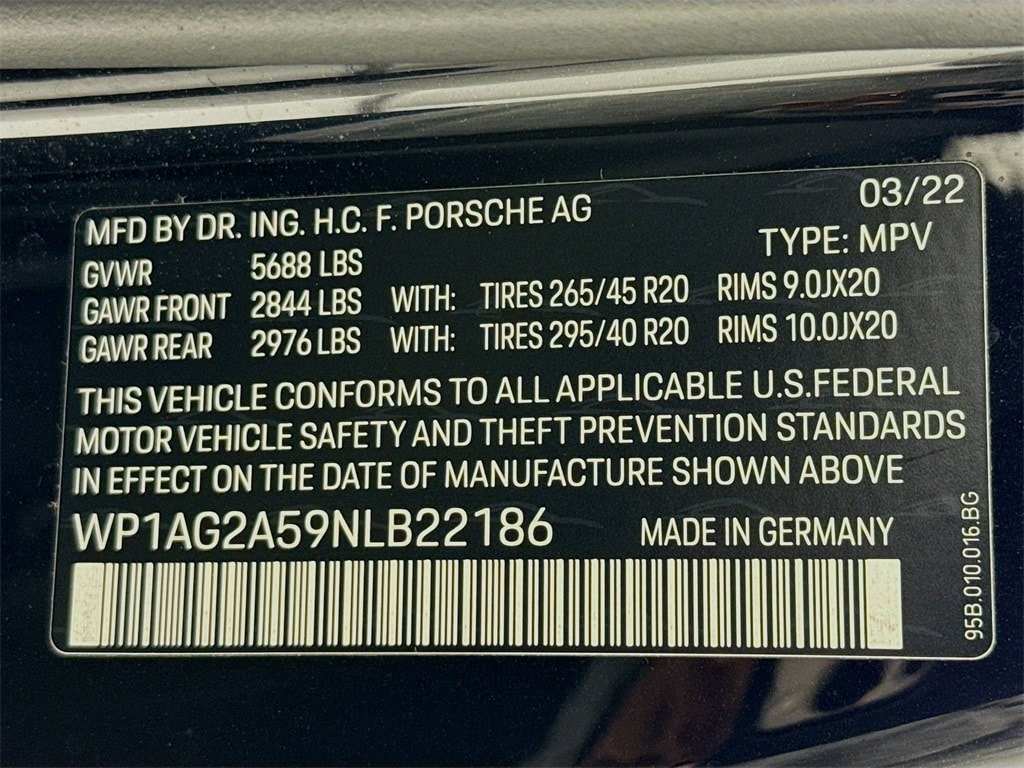 03/22
MFD BY DR. ING. H.C. F. PORSCHE AG
TYPE: MPV
GVWR 5688 LBS
GAWR FRONT 2844 LBS WITH: TIRES 265/45 R20 RIMS 9.0JX20
GAWR REAR 2976 LBS WITH: TIRES 295/40 R20 RIMS 10.0JX20
THIS VEHICLE CONFORMS TO ALL APPLICABLE U.S.FEDERAL
MOTOR VEHICLE SAFETY AND THEFT PREVENTION STANDARDS
IN EFFECT ON THE DATE OF MANUFACTURE SHOWN ABOVE
WP1AG2A59NLB22186 MADE IN GERMANY
95B.010.016.BG